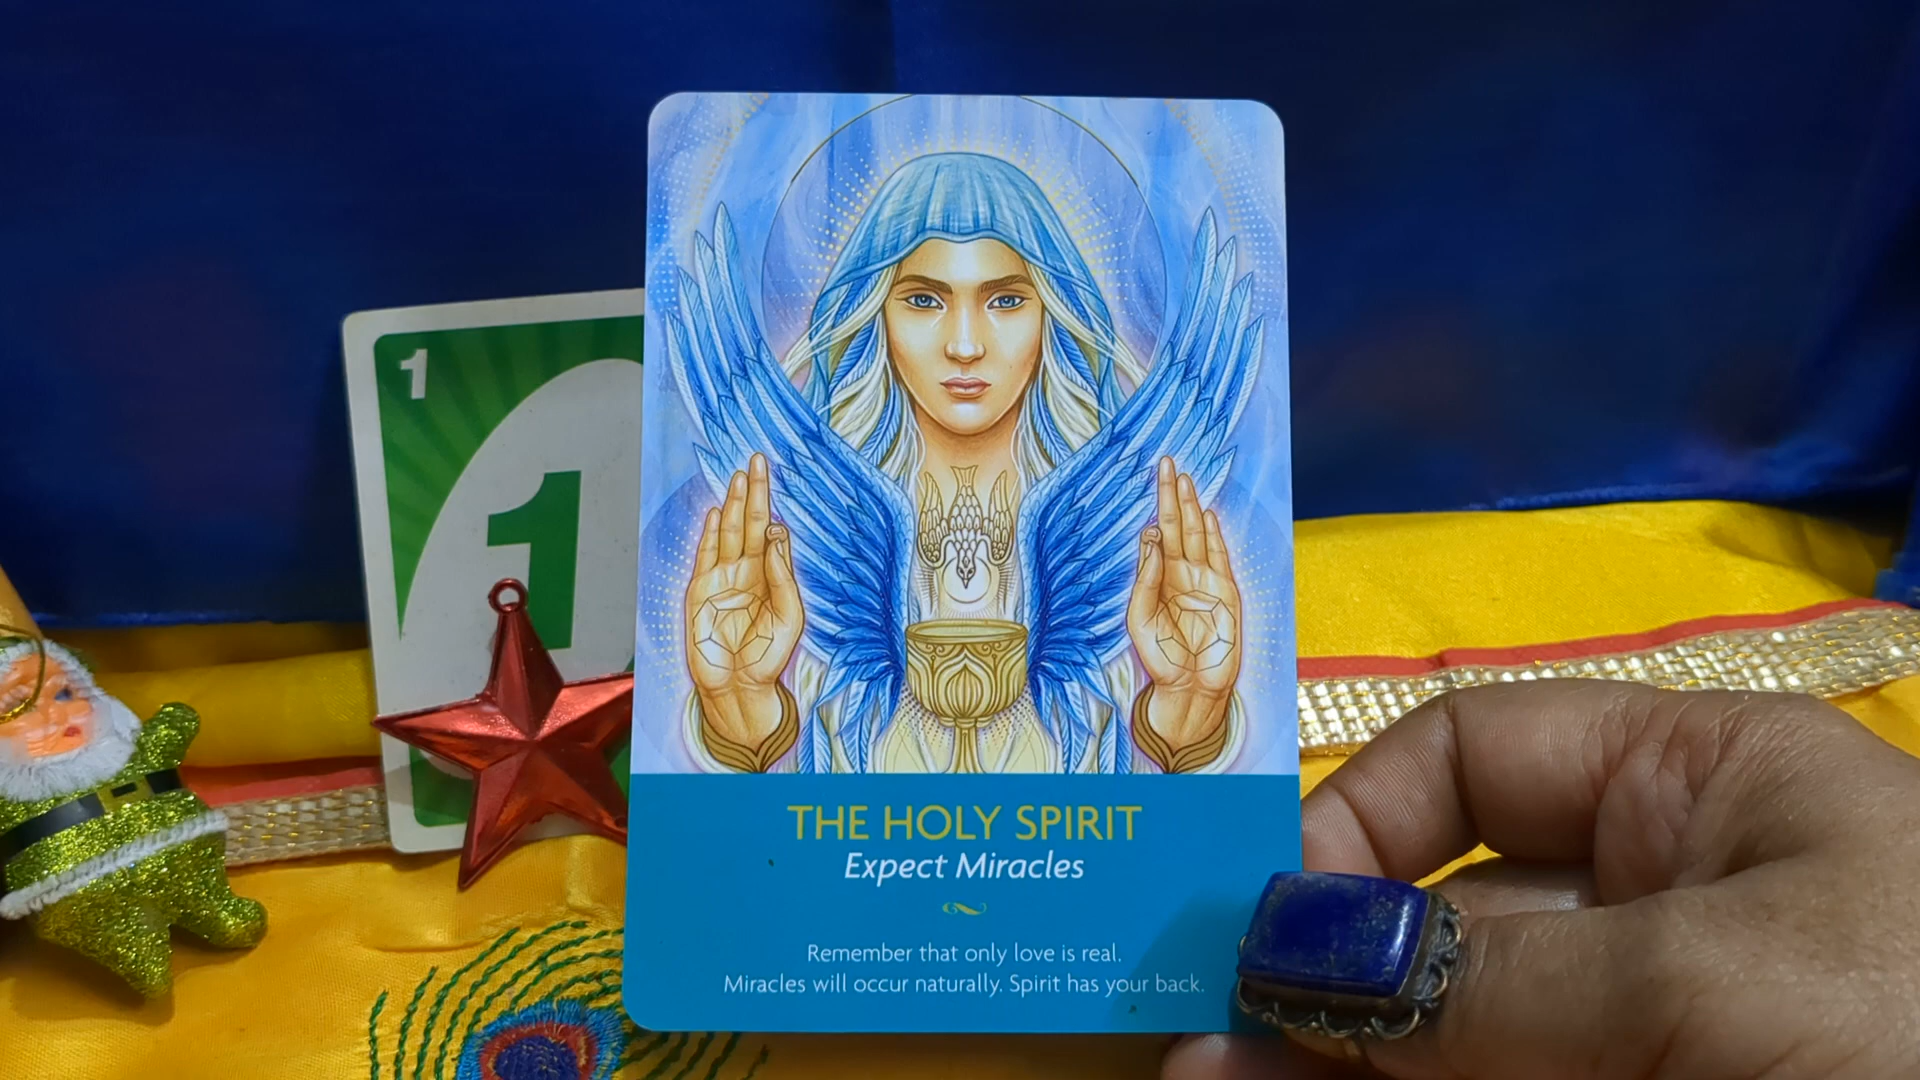 1
1
THE HOLY SPIRIT
Expect Miracles
Remember that only love is real.
Miracles will occur naturally. Spirit has your back.